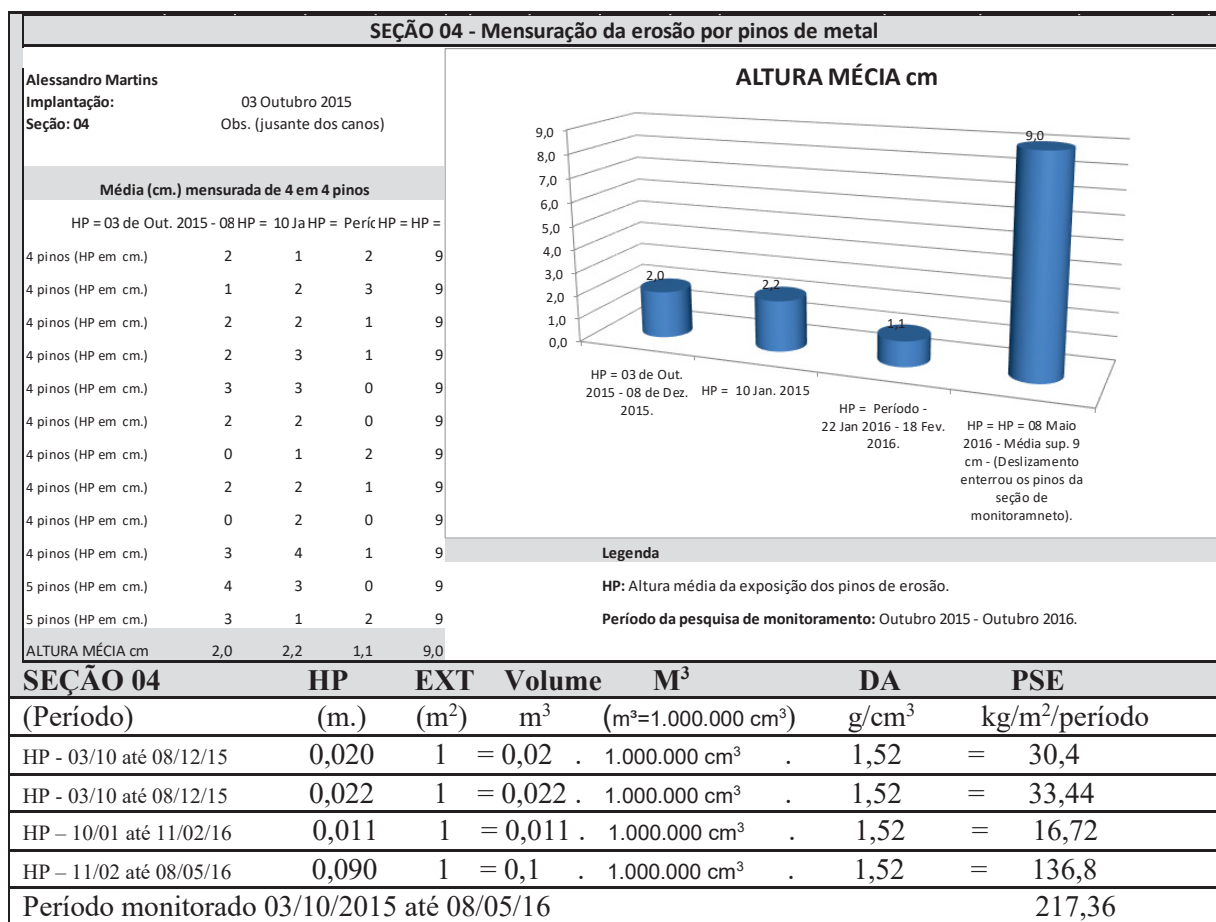 SEÇÃO 04 - Mensuração da erosão por pinos de metal
Alessandro Martins
Implantação: 03 Outubro 2015
Seção: 04 Obs. (jusante dos canos)
Média (cm.) mensurada de 4 em 4 pinos
HP = 03 de Out. 2015 - 08 HP = 10 Ja HP = Períc HP = HP =
4 pinos (HP em cm.) 2 1 2 9
4 pinos (HP em cm.) 1 2 3 9
4 pinos (HP em cm.) 2 2 1 9
4 pinos (HP em cm.) 2 3 1 9
4 pinos (HP em cm.) 3 3 0 9
4 pinos (HP em cm.) 2 2 0 9
4 pinos (HP em cm.) 0 1 2 9
4 pinos (HP em cm.) 2 2 1 9
4 pinos (HP em cm.) 0 2 0 9
4 pinos (HP em cm.) 3 4 1 9
5 pinos (HP em cm.) 4 3 0 9
5 pinos (HP em cm.) 3 1 2 9
ALTURA MÉCIA cm 2,0 2,2 1,1 9,0
ALTURA MÉCIA cm
9,0
8,0
7,0
6,0
5,0
4,0
3,0
2,0
1,0
0,0
2,0
2,2
1,1
9,0
HP = 03 de Out.
2015 - 08 de Dez.
2015.
HP = 10 Jan. 2015
HP = Período -
22 Jan 2016 - 18 Fev.
2016.
HP = HP = 08 Maio
2016 - Média sup. 9
cm - (Deslizamento
enterrou os pinos da
seção de
monitoramneto).
Legenda
HP: Altura média da exposição dos pinos de erosão.
Período da pesquisa de monitoramento: Outubro 2015 - Outubro 2016.
SEÇÃO 04 HP EXT Volume M³ DA PSE
(Período) (m.) (m²) m³ (m³=1.000.000 cm³) g/cm³ kg/m²/período
HP - 03/10 até 08/12/15 0,020 1 = 0,02 . 1.000.000 cm³ . 1,52 = 30,4
HP - 03/10 até 08/12/15 0,022 1 = 0,022 . 1.000.000 cm³ . 1,52 = 33,44
HP – 10/01 até 11/02/16 0,011 1 = 0,011 . 1.000.000 cm³ . 1,52 = 16,72
HP – 11/02 até 08/05/16 0,090 1 = 0,1 . 1.000.000 cm³ . 1,52 = 136,8
Período monitorado 03/10/2015 até 08/05/16 217,36